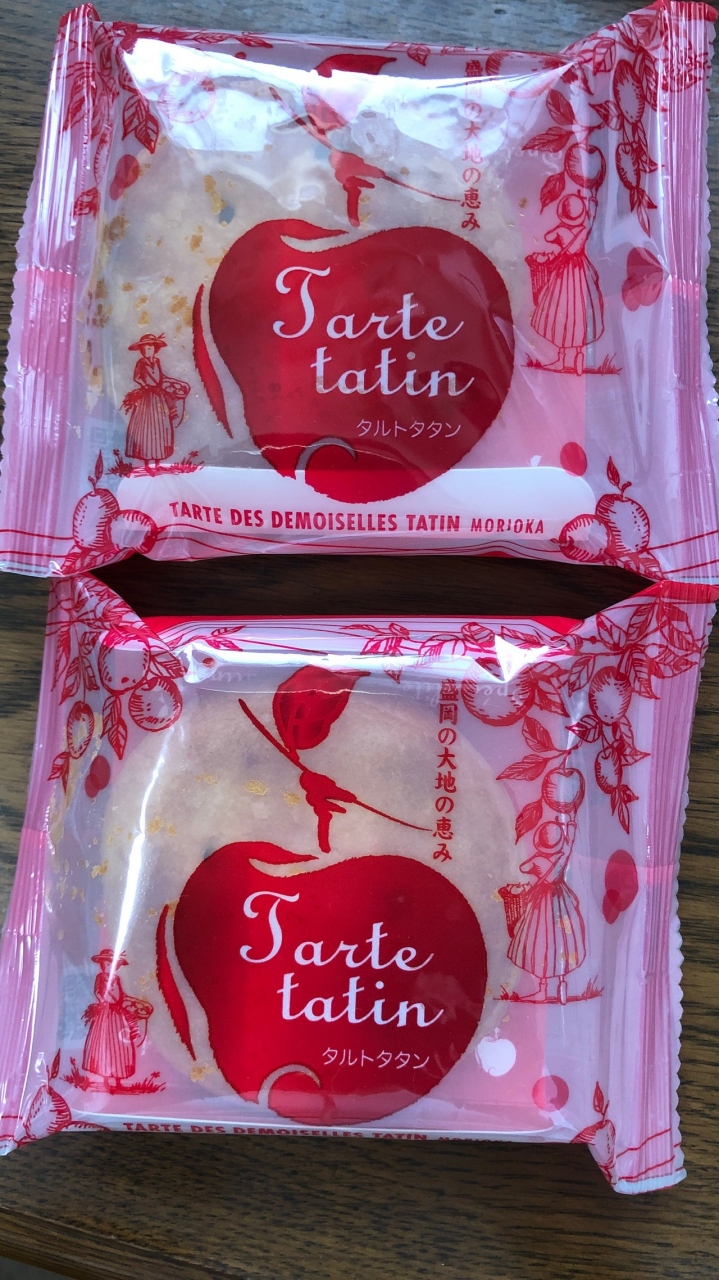 盛岡の大地の恵み
Tarte
tatin
タルトタタン
TARTE DES DEMOISELLES TATIN MORIOKA
盛岡の大地の恵み
Tarte
tatin
タルトタタン
TARTE DES DEMOISELLES TATIN